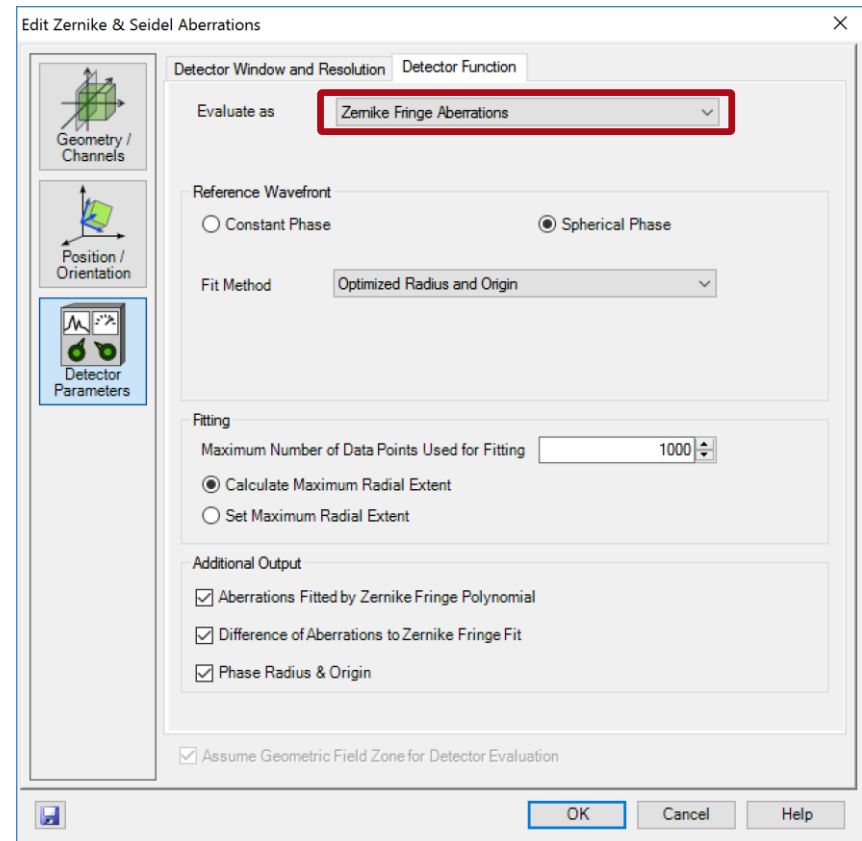 Edit Zernike & Seidel Aberrations
Geometry /
Channels
Position /
Orientation
Detector
Parameters
Detector Window and Resolution
Detector Function
Evaluate as
Zernike Fringe Aberrations
Reference Wavefront
Constant Phase
Spherical Phase
Fit Method
Optimized Radius and Origin
Fitting
Maximum Number of Data Points Used for Fitting
1000
Calculate Maximum Radial Extent
Set Maximum Radial Extent
Additional Output
Aberrations Fitted by Zernike Fringe Polynomial
Difference of Aberrations to Zernike Fringe Fit
Phase Radius & Origin
Assume Geometric Field Zone for Detector Evaluation
OK
Cancel
Help